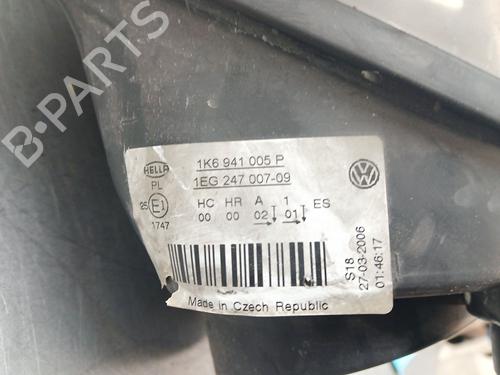 B-PARTS
HELLA
1K6 941 005 P
1EG 247 007-09
PL
HC HR A 1 ES
25 E1
00 00 02 01
1747
S18
27-03-2006
01:46:17
Made in Czech Republic